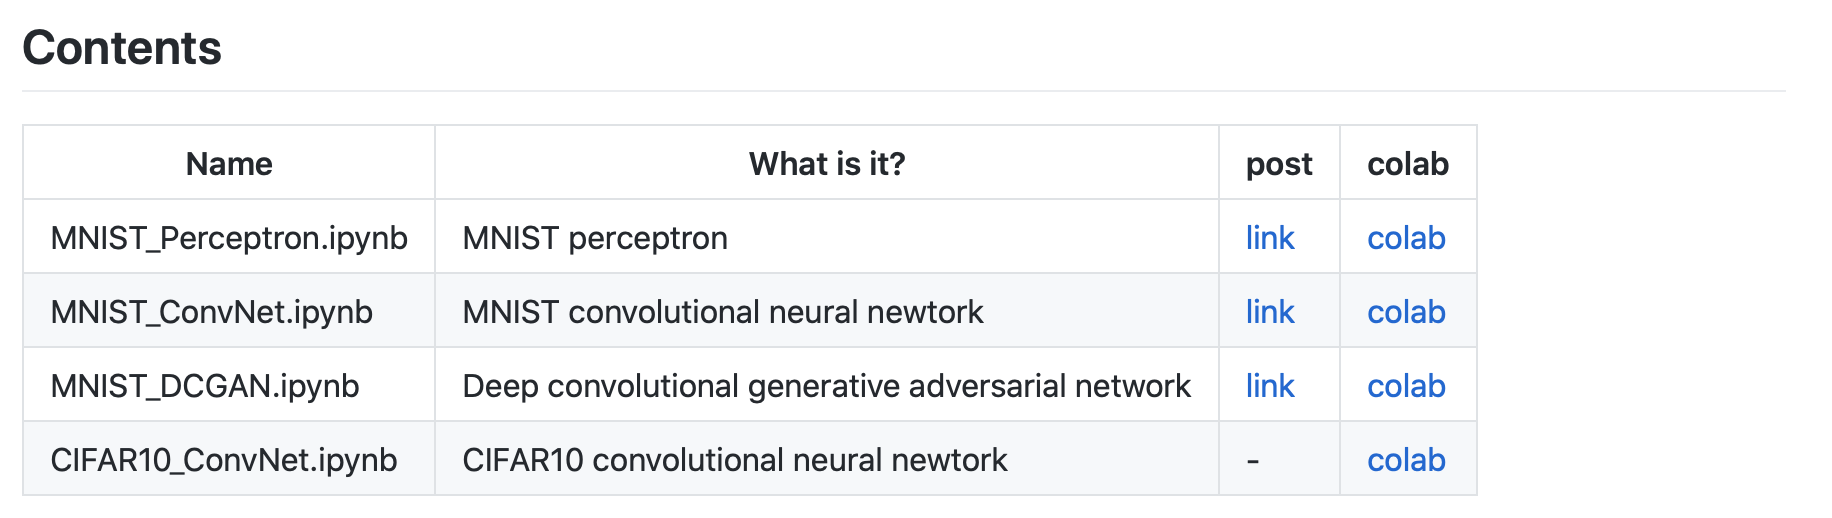 Contents
Name What is it? post colab
MNIST_Perceptron.ipynb MNIST perceptron link colab
MNIST_ConvNet.ipynb MNIST convolutional neural newtork link colab
MNIST_DCGAN.ipynb Deep convolutional generative adversarial network link colab
CIFAR10_ConvNet.ipynb CIFAR10 convolutional neural newtork - colab